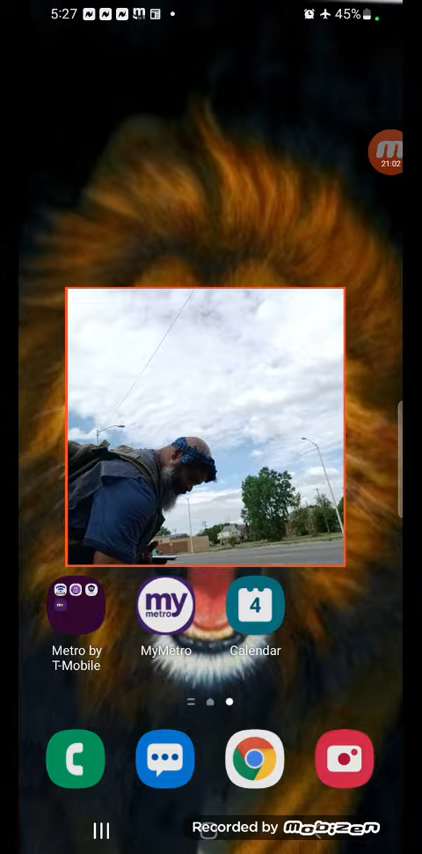 5:27
45%
m
21:02
my
metro
4
Metro by
T-Mobile
MyMetro
Calendar
Recorded by MOBIZEN